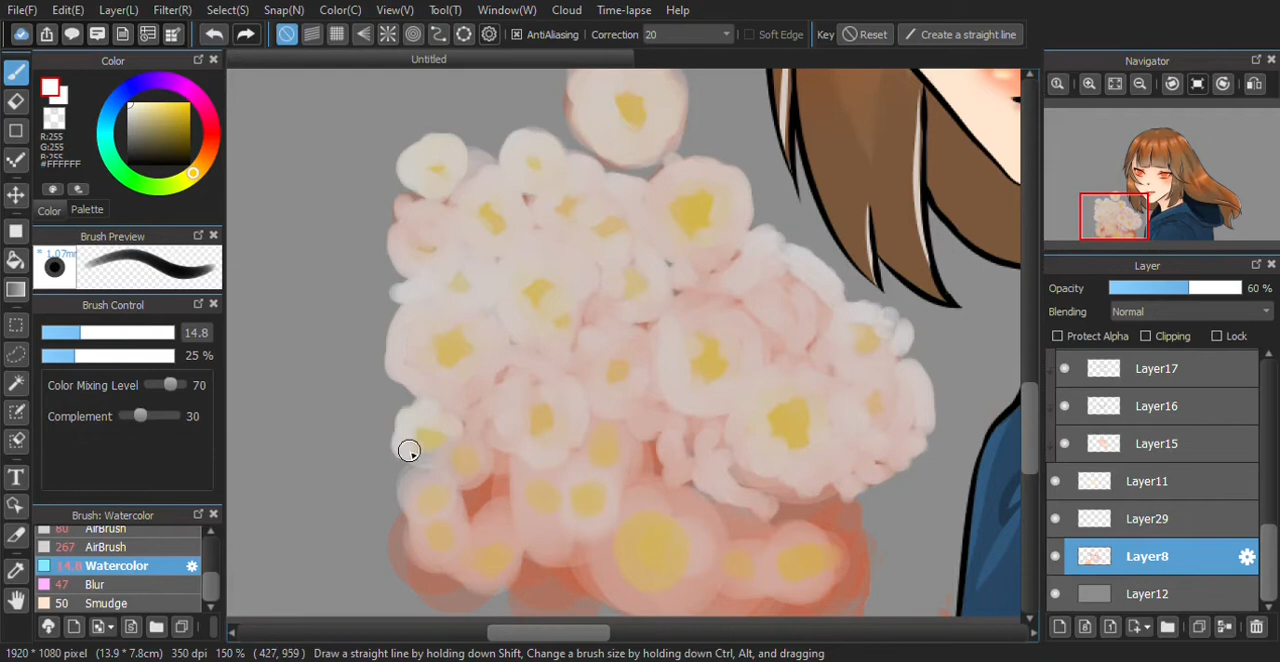 File(F) Edit(E) Layer(L) Filter(R) Select(S) Snap(N) Color(C) View(V) Tool(T) Window(W) Cloud Time-lapse Help
AntiAliasing Correction 20 Soft Edge Key Reset Create a straight line
Color
Untitled
Navigator
R:255
G:255
B:255
#FFFFFF
Color Palette
Brush Preview
* 1.07mm
Layer
Opacity 60 %
Brush Control
Blending Normal
14.8
Protect Alpha Clipping Lock
25 %
Layer17
Color Mixing Level 70
Layer16
Complement 30
Layer15
Layer11
Brush: Watercolor
Layer29
80 AirBrush
267 AirBrush
14.8 Watercolor
Layer8
47 Blur
Layer12
50 Smudge
1920 * 1080 pixel (13.9 * 7.8cm) 350 dpi 150 % ( 427, 959 ) Draw a straight line by holding down Shift, Change a brush size by holding down Ctrl, Alt, and dragging